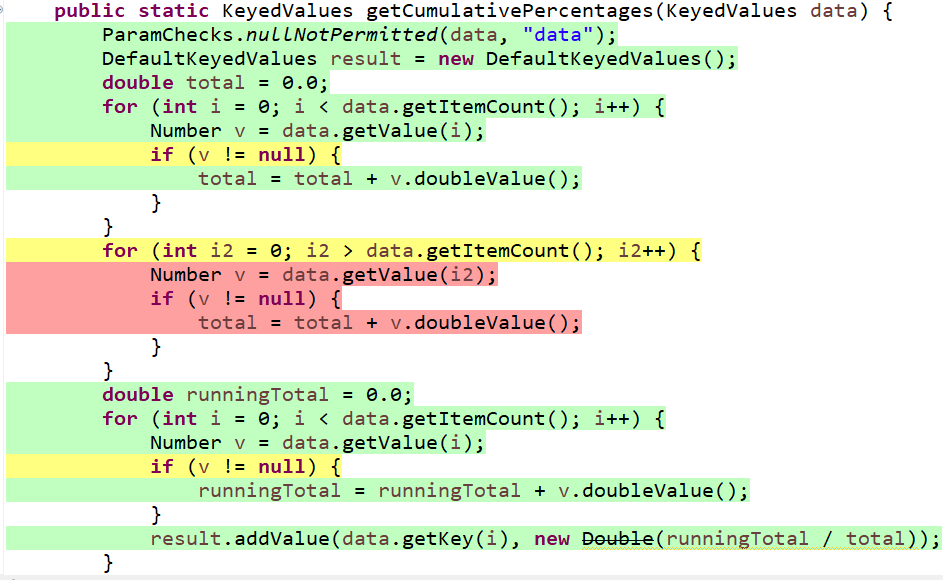 public static KeyedValues getCumulativePercentages(KeyedValues data) {
ParamChecks.nullNotPermitted(data, "data");
DefaultKeyedValues result = new DefaultKeyedValues();
double total = 0.0;
for (int i = 0; i < data.getItemCount(); i++) {
Number v = data.getValue(i);
if (v != null) {
total = total + v.doubleValue();
}
}
for (int i2 = 0; i2 > data.getItemCount(); i2++) {
Number v = data.getValue(i2);
if (v != null) {
total = total + v.doubleValue();
}
}
double runningTotal = 0.0;
for (int i = 0; i < data.getItemCount(); i++) {
Number v = data.getValue(i);
if (v != null) {
runningTotal = runningTotal + v.doubleValue();
}
result.addValue(data.getKey(i), new Double(runningTotal / total));
}